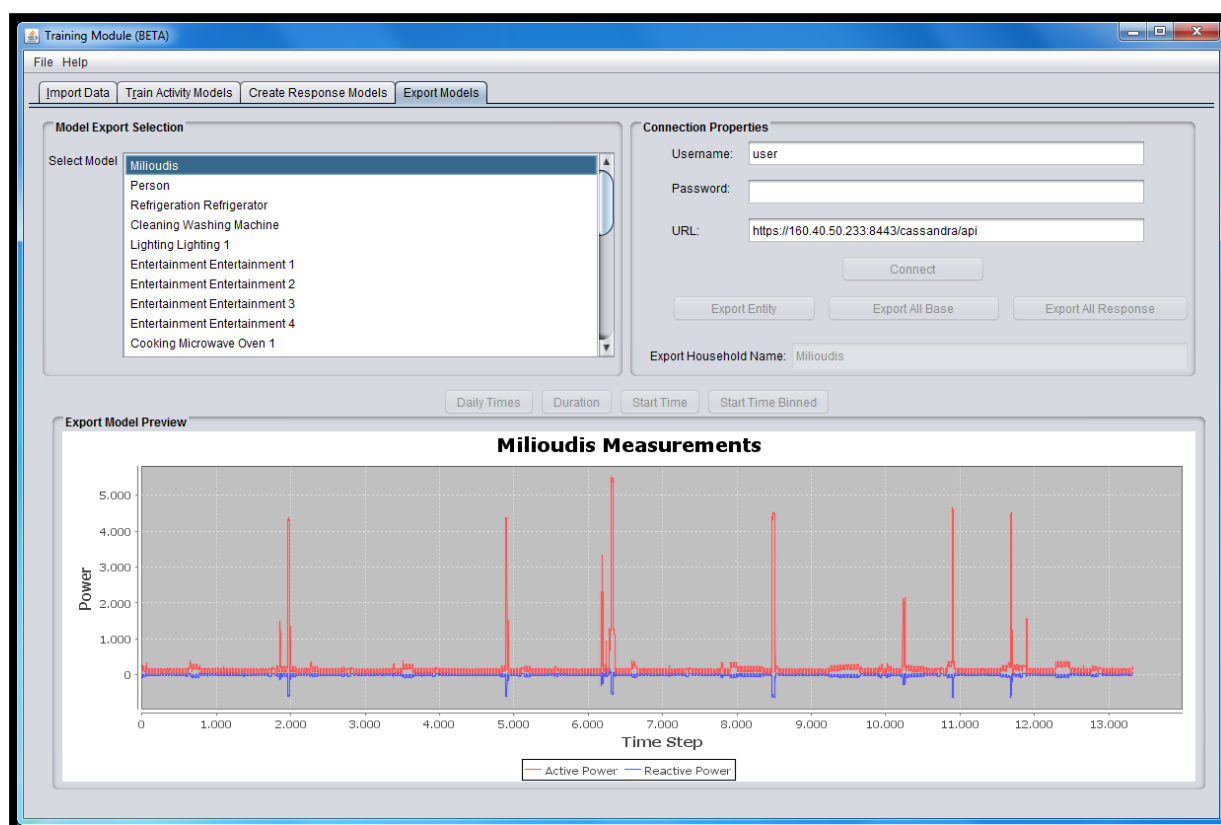 Training Module (BETA)
File Help
Import Data Train Activity Models Create Response Models Export Models
Model Export Selection
Select Model
Milioudis
Person
Refrigeration Refrigerator
Cleaning Washing Machine
Lighting Lighting 1
Entertainment Entertainment 1
Entertainment Entertainment 2
Entertainment Entertainment 3
Entertainment Entertainment 4
Cooking Microwave Oven 1
Connection Properties
Username: user
Password:
URL: https://160.40.50.233:8443/cassandra/api
Connect
Export Entity Export All Base Export All Response
Export Household Name: Milioudis
Daily Times Duration Start Time Start Time Binned
Export Model Preview
Milioudis Measurements
Power
5.000
4.000
3.000
2.000
1.000
0
0 1.000 2.000 3.000 4.000 5.000 6.000 7.000 8.000 9.000 10.000 11.000 12.000 13.000
Time Step
Active Power Reactive Power